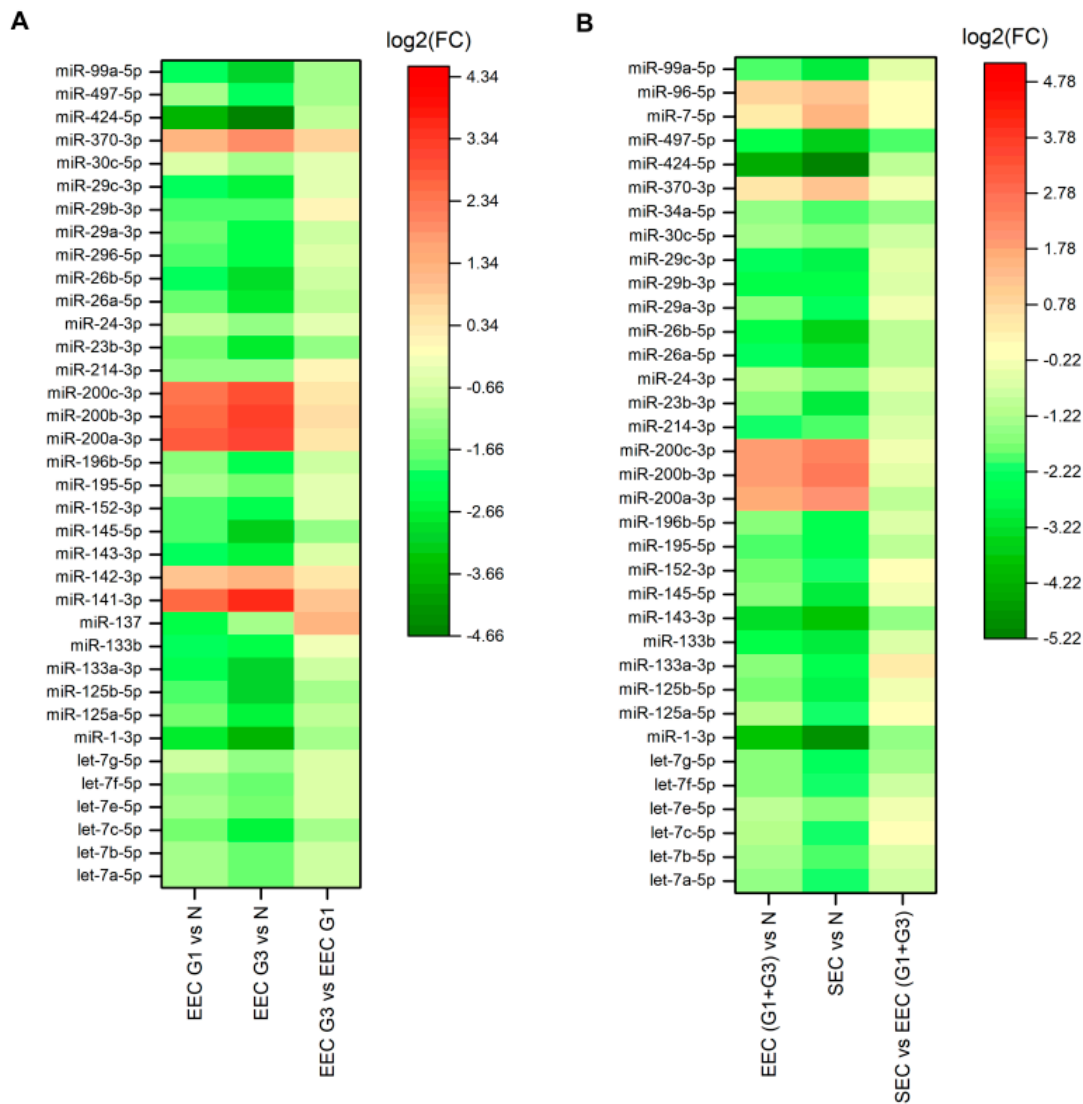 A
log2(FC)
miR-99a-5p
miR-497-5p
miR-424-5p
miR-370-3p
miR-30c-5p
miR-29c-3p
miR-29b-3p
miR-29a-3p
miR-296-5p
miR-26b-5p
miR-26a-5p
miR-24-3p
miR-23b-3p
miR-214-3p
miR-200c-3p
miR-200b-3p
miR-200a-3p
miR-196b-5p
miR-195-5p
miR-152-3p
miR-145-5p
miR-143-3p
miR-142-3p
miR-141-3p
miR-137
miR-133b
miR-133a-3p
miR-125b-5p
miR-125a-5p
miR-1-3p
let-7g-5p
let-7f-5p
let-7e-5p
let-7c-5p
let-7b-5p
let-7a-5p
EEC G1 vs N
EEC G3 vs N
EEC G3 vs EEC G1
4.34
3.34
2.34
1.34
0.34
-0.66
-1.66
-2.66
-3.66
-4.66
B
log2(FC)
miR-99a-5p
miR-96-5p
miR-7-5p
miR-497-5p
miR-424-5p
miR-370-3p
miR-34a-5p
miR-30c-5p
miR-29c-3p
miR-29b-3p
miR-29a-3p
miR-26b-5p
miR-26a-5p
miR-24-3p
miR-23b-3p
miR-214-3p
miR-200c-3p
miR-200b-3p
miR-200a-3p
miR-196b-5p
miR-195-5p
miR-152-3p
miR-145-5p
miR-143-3p
miR-133b
miR-133a-3p
miR-125b-5p
miR-125a-5p
miR-1-3p
let-7g-5p
let-7f-5p
let-7e-5p
let-7c-5p
let-7b-5p
let-7a-5p
EEC (G1+G3) vs N
SEC vs N
SEC vs EEC (G1+G3)
4.78
3.78
2.78
1.78
0.78
-0.22
-1.22
-2.22
-3.22
-4.22
-5.22